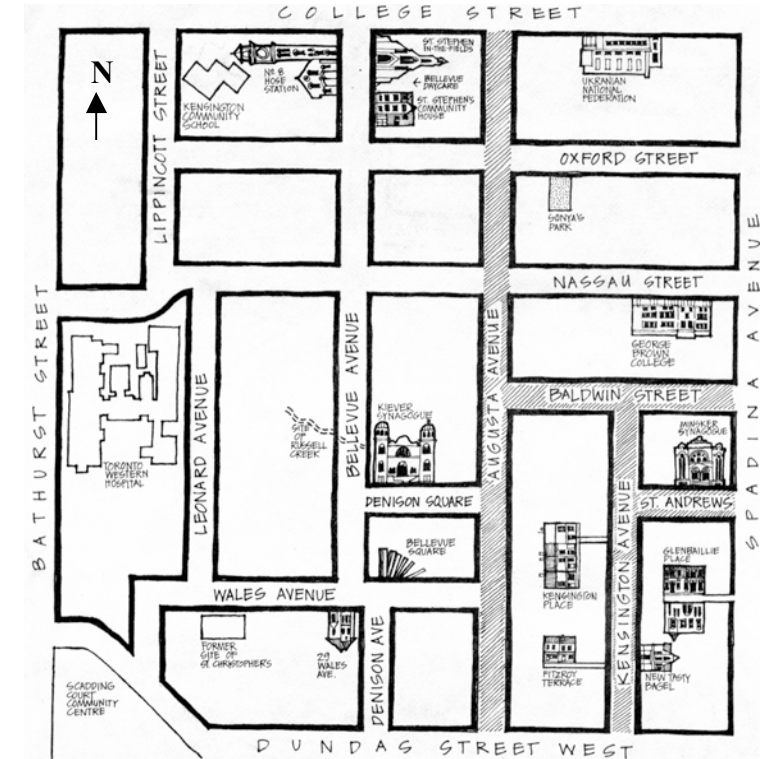 COLLEGE STREET
N
LIPPINCOTT STREET
KENSINGTON
COMMUNITY
SCHOOL
No 8
HOSE
STATION
ST. STEPHEN
IN-THE-FIELDS
← BELLEVUE
DAYCARE
ST. STEPHEN'S
COMMUNITY
HOUSE
UKRANIAN
NATIONAL
FEDERATION
OXFORD STREET
SONYA'S
PARK
NASSAU STREET
BATHURST STREET
SPADINA AVENUE
AUGUSTA AVENUE
BELLEVUE AVENUE
LEONARD AVENUE
GEORGE
BROWN
COLLEGE
BALDWIN STREET
KIEVER
SYNAGOGUE
SITE
OF
RUSSELL
CREEK
MINSKER
SYNAGOGUE
TORONTO
WESTERN
HOSPITAL
DENISON SQUARE
ST. ANDREWS
BELLEVUE
SQUARE
KENSINGTON AVENUE
GLENBAILLIE
PLACE
WALES AVENUE
KENSINGTON
PLACE
FORMER
SITE OF
ST CHRISTOPHERS
29
WALES
AVE.
DENISON AVE
FITZROY
TERRACE
NEW TASTY
BAGEL
SCADDING
COURT
COMMUNITY
CENTRE
DUNDAS STREET WEST